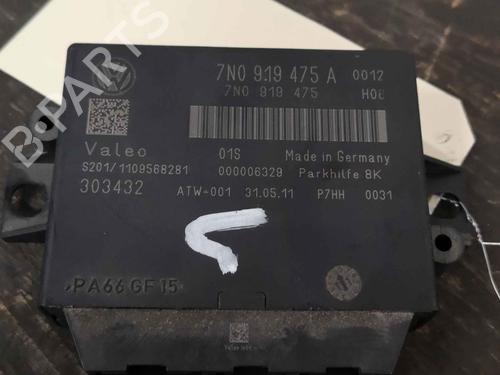 7N0 919 475 A 0012
7N0 919 475 H06
Valeo 01S Made in Germany
S201/1109568281 000006329 Parkhilfe 8K
303432 ATW-001 31.05.11 P7HH 0031
>PA66 GF15<
B-PARTS